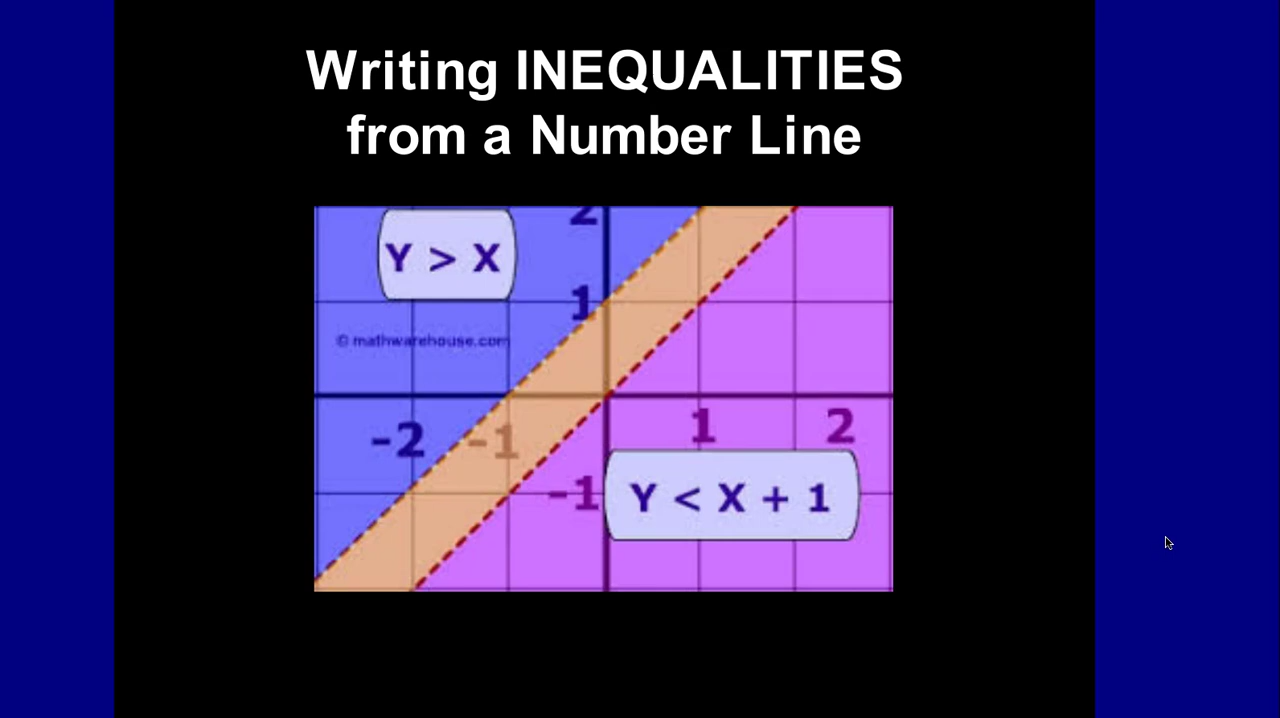 Writing INEQUALITIES
from a Number Line
2
Y > X
1
© mathwarehouse.com
-2
-1
1
2
-1
Y < X + 1